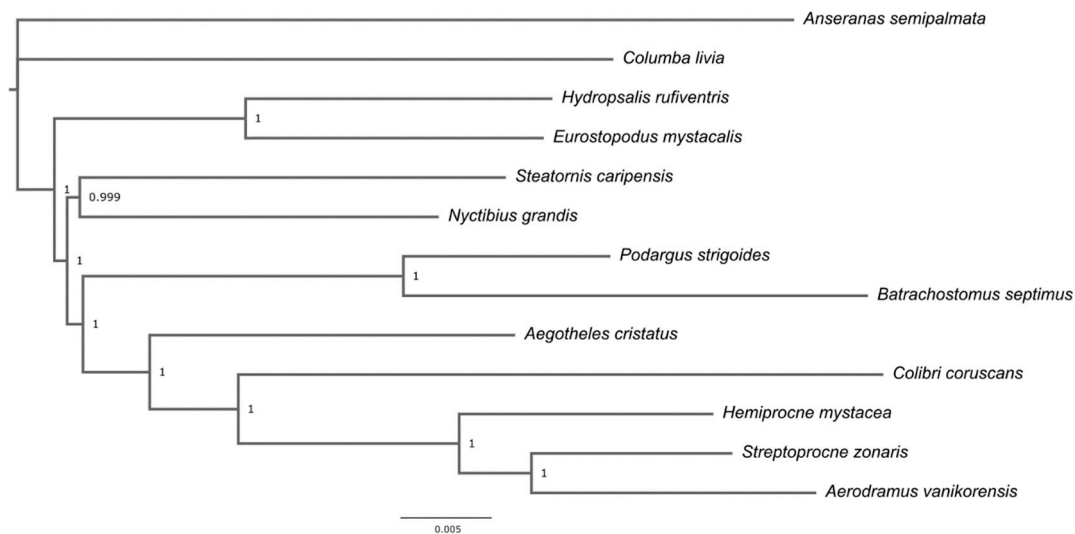 Anseranas semipalmata
Columba livia
Hydropsalis rufiventris
1
Eurostopodus mystacalis
Steatornis caripensis
1
0.999
Nyctibius grandis
Podargus strigoides
1
1
Batrachostomus septimus
1
Aegotheles cristatus
1
Colibri coruscans
1
Hemiprocne mystacea
1
Streptoprocne zonaris
1
Aerodramus vanikorensis
0.005